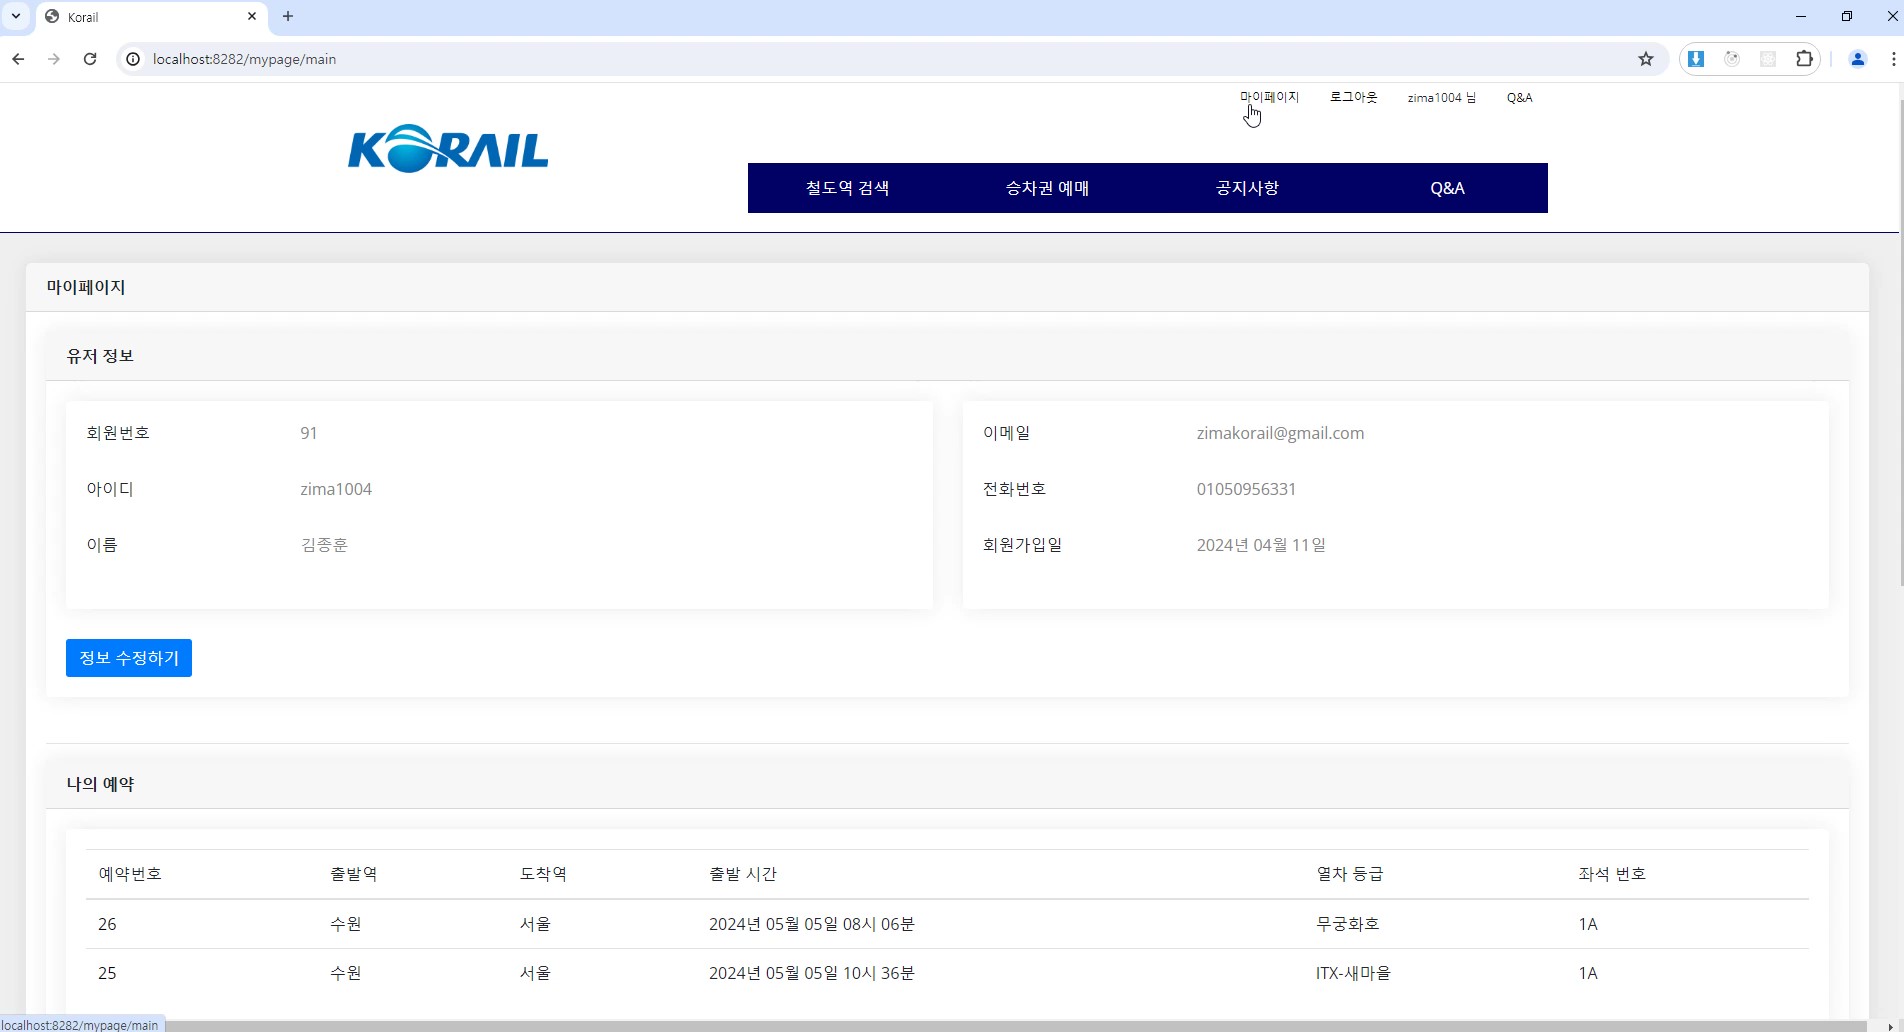 Korail
localhost:8282/mypage/main
마이페이지 로그아웃 zima1004 님 Q&A
KORAIL
철도역 검색 승차권 예매 공지사항 Q&A
마이페이지
유저 정보
회원번호 91 이메일 zimakorail@gmail.com
아이디 zima1004 전화번호 01050956331
이름 김종훈 회원가입일 2024년 04월 11일
정보 수정하기
나의 예약
예약번호 출발역 도착역 출발 시간 열차 등급 좌석 번호
26 수원 서울 2024년 05월 05일 08시 06분 무궁화호 1A
25 수원 서울 2024년 05월 05일 10시 36분 ITX-새마을 1A
localhost:8282/mypage/main